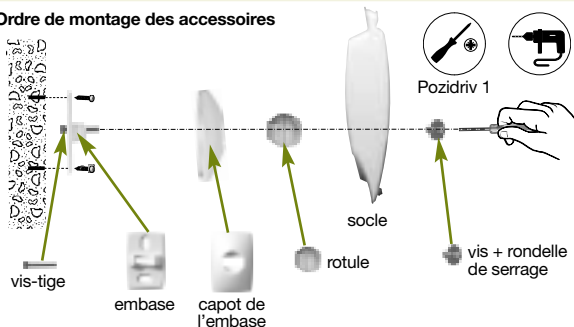 Ordre de montage des accessoires
Pozidriv 1
socle
vis-tige
embase
capot de
l'embase
rotule
vis + rondelle
de serrage